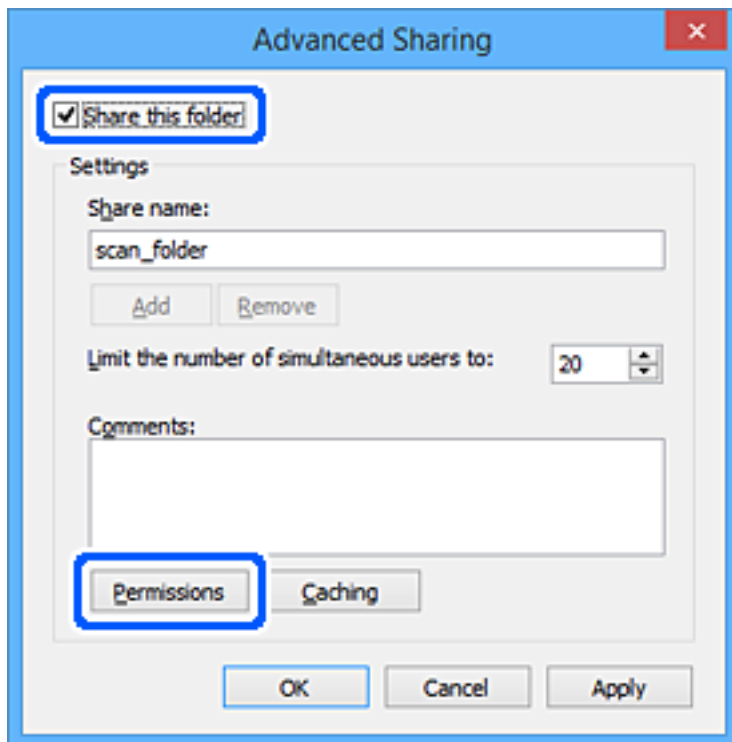 Advanced Sharing
Share this folder
Settings
Share name:
scan_folder
Add Remove
Limit the number of simultaneous users to: 20
Comments:
Permissions Caching
OK Cancel Apply